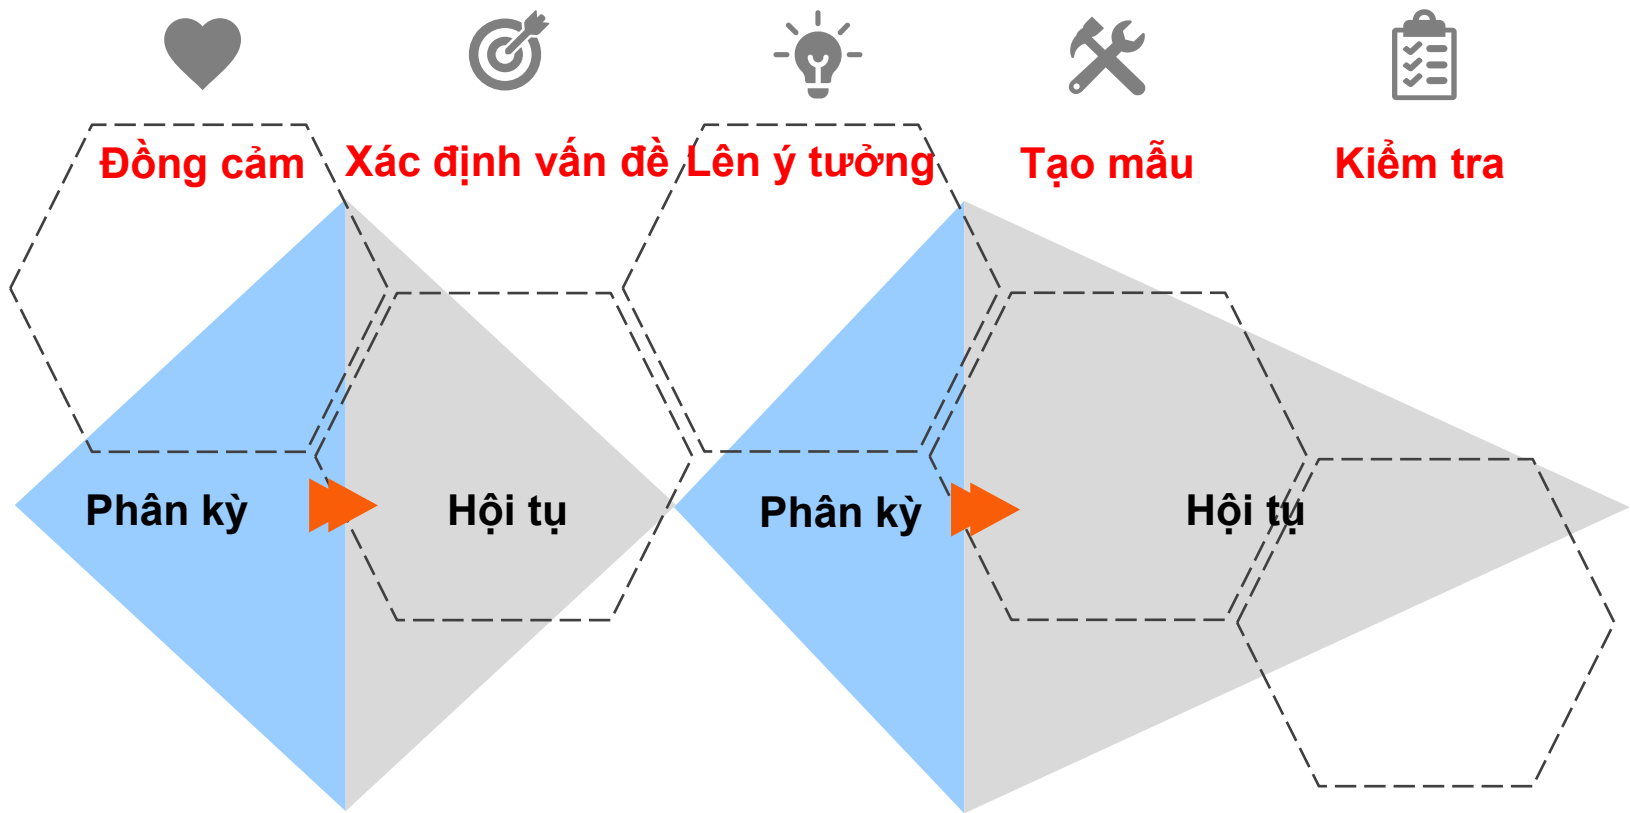 Đồng cảm
Xác định vấn đề
Lên ý tưởng
Tạo mẫu
Kiểm tra
Phân kỳ
Hội tụ
Phân kỳ
Hội tụ